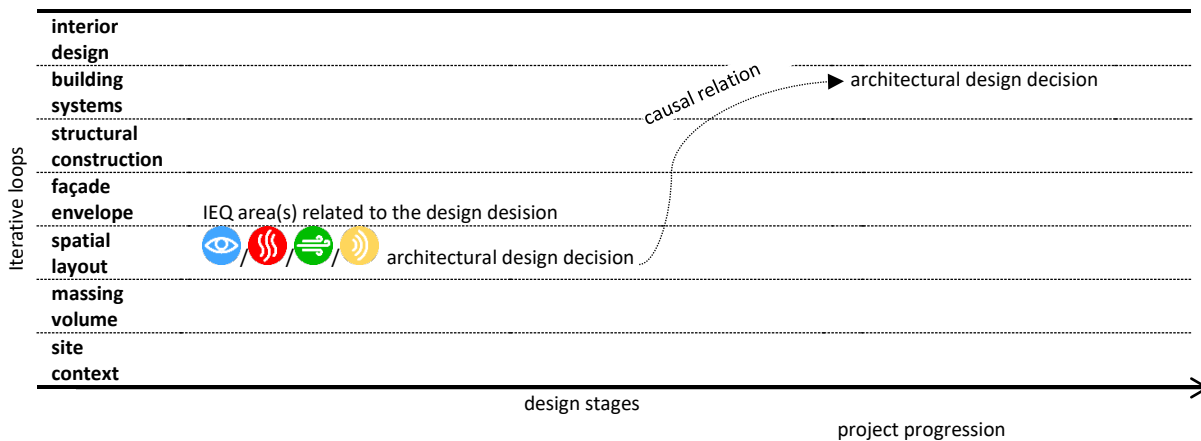 interior
design
building
systems
causal relation
architectural design decision
structural
construction
Iterative loops
façade
envelope
IEQ area(s) related to the design desision
spatial
layout
/ / / architectural design decision
massing
volume
site
context
design stages
project progression